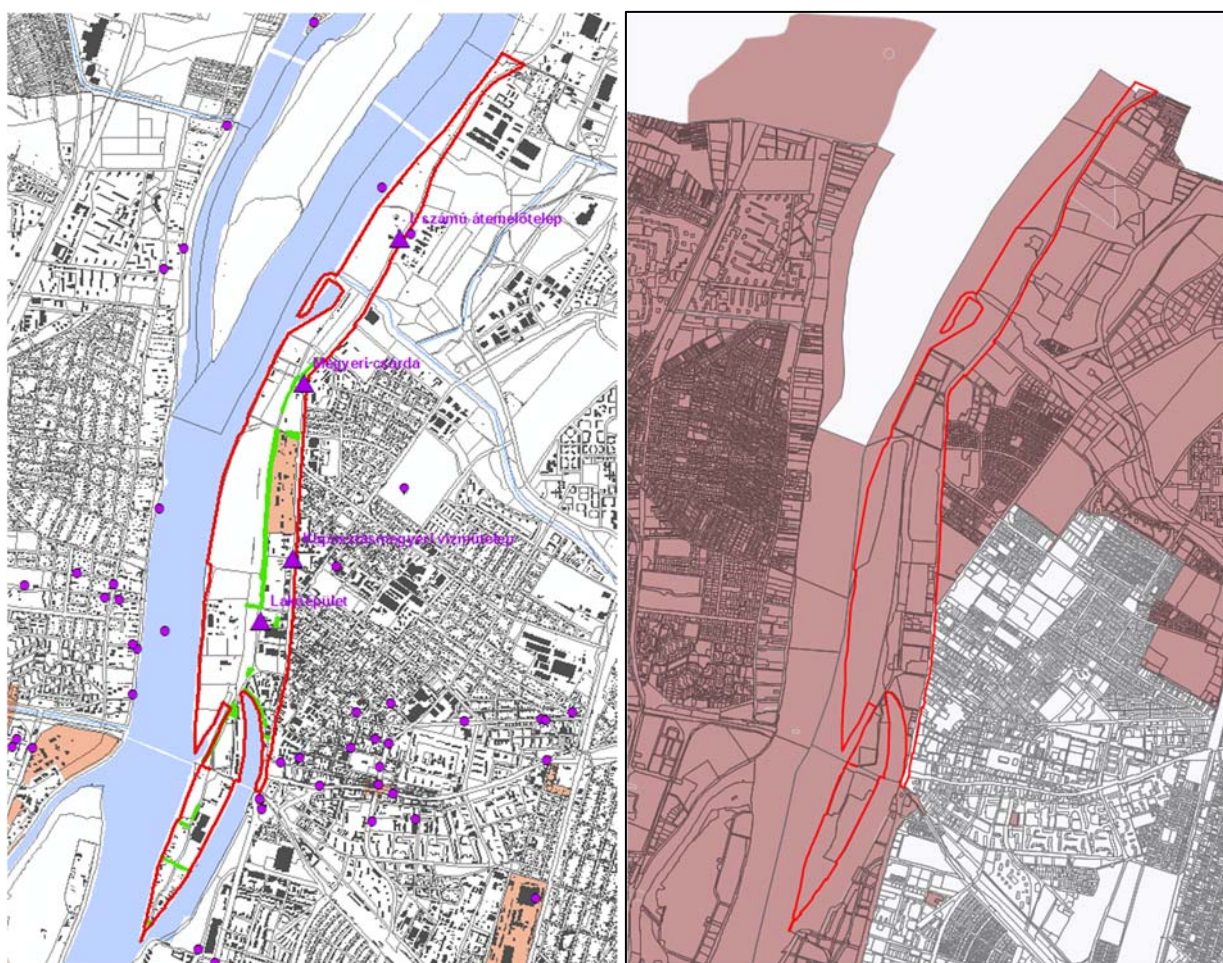 I. számú átemelőtelep
Megyeri csárda
Káposztásmegyeri vízműtelep
Lakóépület